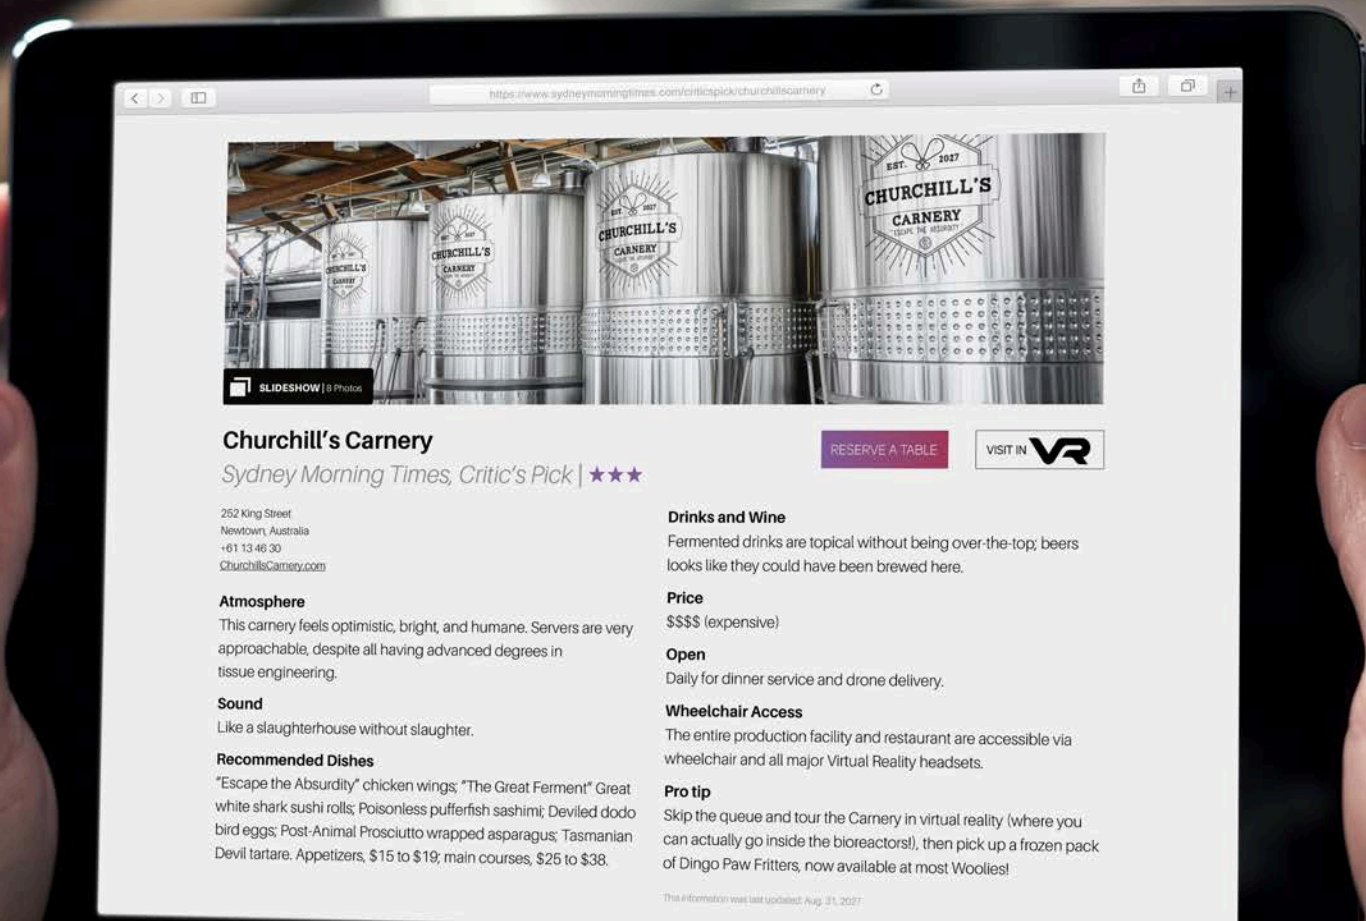 https://www.sydneymorningtimes.com/criticspick/churchillscarnery
EST. 2027
CHURCHILL'S
CARNERY
EST. 2027
CHURCHILL'S
CARNERY
EST. 2027
CHURCHILL'S
CARNERY
ESCAPE THE ABSURDITY
CHURCHILL'S
CARNERY
SLIDESHOW | 8 Photos
Churchill's Carnery
Sydney Morning Times, Critic's Pick | ★★★
RESERVE A TABLE
VISIT IN VR
252 King Street
Newtown, Australia
+61 13 46 30
ChurchillsCarnery.com
Atmosphere
This carnery feels optimistic, bright, and humane. Servers are very
approachable, despite all having advanced degrees in
tissue engineering.
Sound
Like a slaughterhouse without slaughter.
Recommended Dishes
"Escape the Absurdity" chicken wings; "The Great Ferment" Great
white shark sushi rolls; Poisonless pufferfish sashimi; Deviled dodo
bird eggs; Post-Animal Prosciutto wrapped asparagus; Tasmanian
Devil tartare. Appetizers, $15 to $19; main courses, $25 to $38.
Drinks and Wine
Fermented drinks are topical without being over-the-top; beers
looks like they could have been brewed here.
Price
$$$$ (expensive)
Open
Daily for dinner service and drone delivery.
Wheelchair Access
The entire production facility and restaurant are accessible via
wheelchair and all major Virtual Reality headsets.
Pro tip
Skip the queue and tour the Carnery in virtual reality (where you
can actually go inside the bioreactors!), then pick up a frozen pack
of Dingo Paw Fritters, now available at most Woolies!
This information was last updated: Aug. 31, 2027